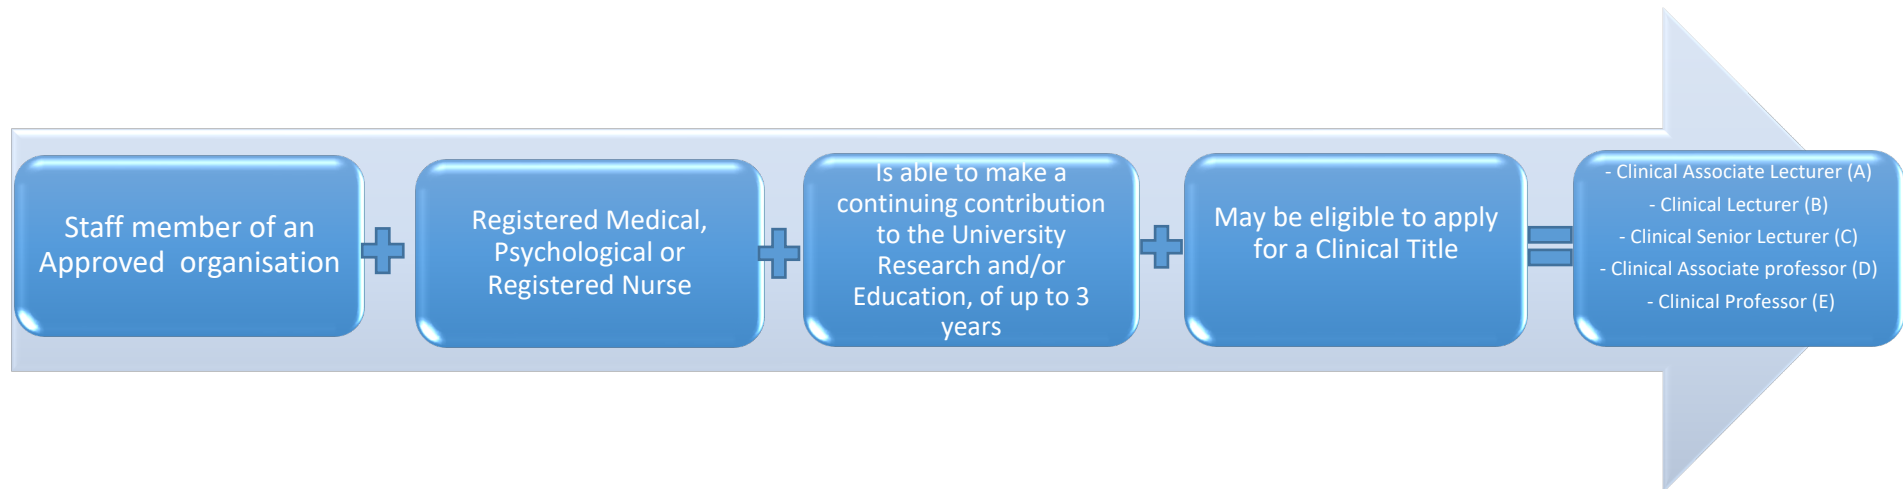 Staff member of an
Approved  organisation
Registered Medical,
Psychological or
Registered Nurse
Is able to make a
continuing contribution
to the University
Research and/or
Education, of up to 3
years
May be eligible to apply
for a Clinical Title
- Clinical Associate Lecturer (A)
- Clinical Lecturer (B)
- Clinical Senior Lecturer (C)
- Clinical Associate professor (D)
- Clinical Professor (E)